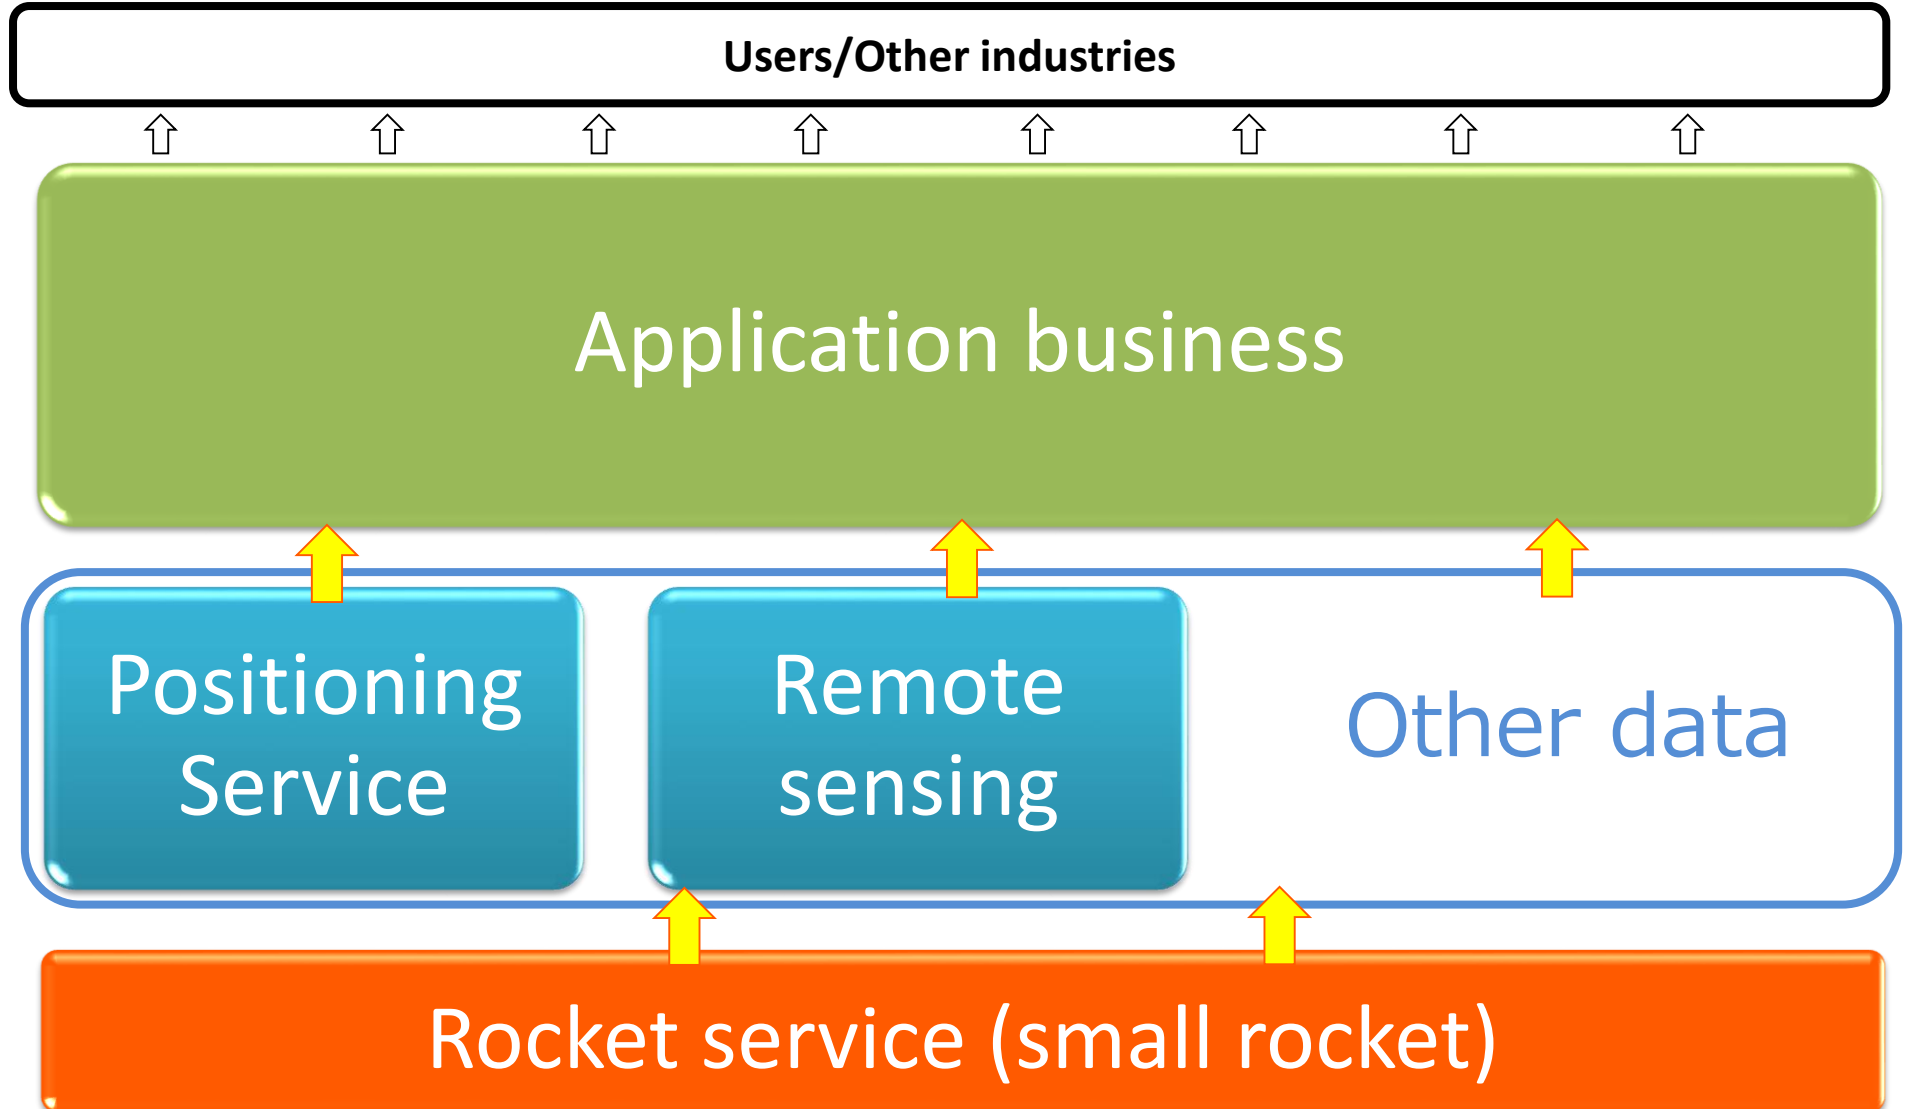 Users/Other industries
Application business
Positioning
Service
Remote
sensing
Other data
Rocket service (small rocket)